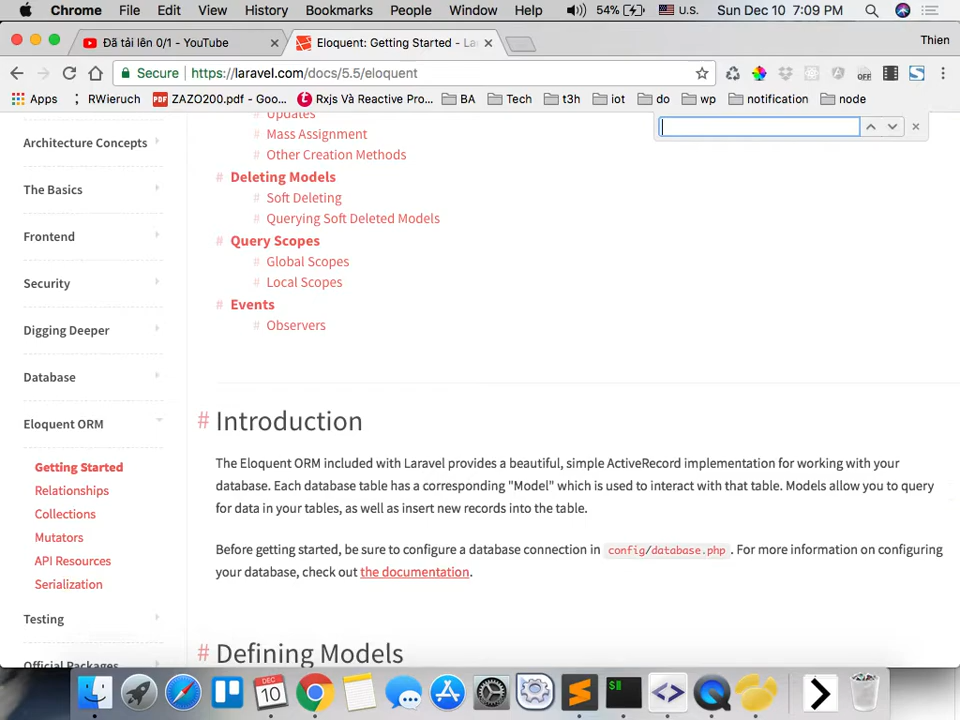 Chrome File Edit View History Bookmarks People Window Help 54% U.S. Sun Dec 10 7:09 PM
Đã tải lên 0/1 - YouTube
Eloquent: Getting Started - La
Thien
Secure https://laravel.com/docs/5.5/eloquent
OFF
Apps RWieruch ZAZO200.pdf - Goo... Rxjs Và Reactive Pro... BA Tech t3h iot do wp notification node
Updates
Mass Assignment
Other Creation Methods
Deleting Models
Soft Deleting
Querying Soft Deleted Models
Query Scopes
Global Scopes
Local Scopes
Events
Observers
Architecture Concepts
The Basics
Frontend
Security
Digging Deeper
Database
Eloquent ORM
Getting Started
Relationships
Collections
Mutators
API Resources
Serialization
Testing
Official Packages
# Introduction
The Eloquent ORM included with Laravel provides a beautiful, simple ActiveRecord implementation for working with your
database. Each database table has a corresponding "Model" which is used to interact with that table. Models allow you to query
for data in your tables, as well as insert new records into the table.
Before getting started, be sure to configure a database connection in config/database.php. For more information on configuring
your database, check out the documentation.
# Defining Models
DEC
10